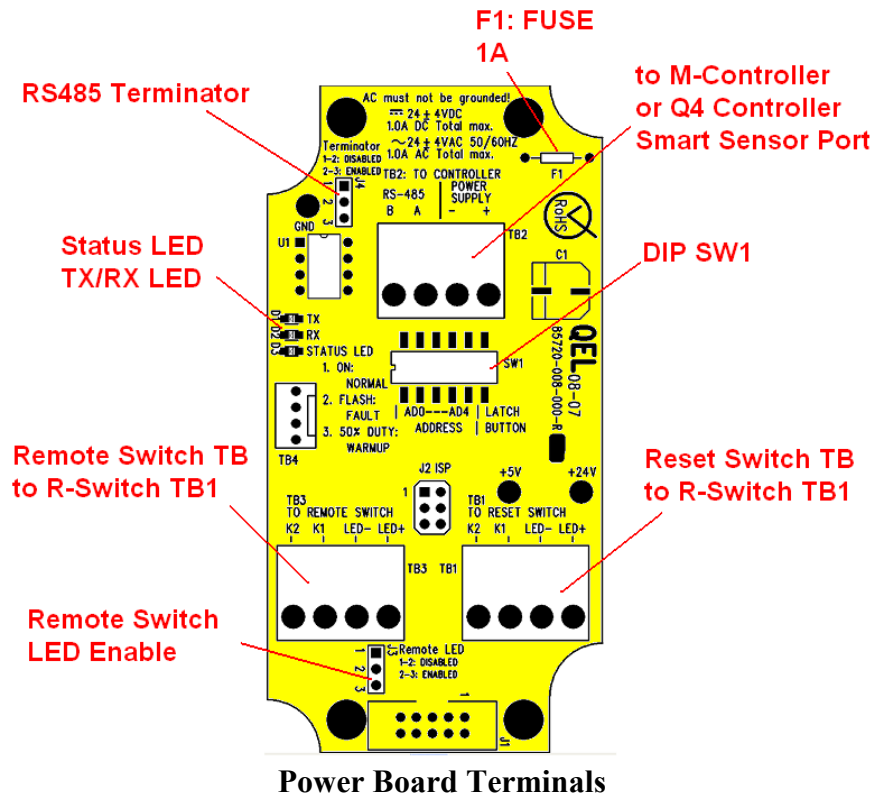 F1: FUSE
1A
to M-Controller
or Q4 Controller
Smart Sensor Port
RS485 Terminator
AC must not be grounded!
24 ± 4VDC
1.0A DC Total max.
~24 ± 4VAC 50/60HZ
1.0A AC Total max.
Terminator
1-2: DISABLED
2-3: ENABLED
J4
1
2
3
F1
TB2: TO CONTROLLER
RS-485 POWER SUPPLY
B A - +
GND
RoHS
U1
TB2
C1
Status LED
TX/RX LED
DIP SW1
D1 TX
D2 RX
D3 STATUS LED
1. ON:
NORMAL
2. FLASH:
FAULT
3. 50% DUTY:
WARMUP
SW1
AD0---AD4
ADDRESS
LATCH
BUTTON
QEL
08-07
85720-008-000-R
TB4
J2 ISP
1
+5V
+24V
Remote Switch TB
to R-Switch TB1
Reset Switch TB
to R-Switch TB1
TB3
TO REMOTE SWITCH
K2 K1 LED- LED+
TB1
TO RESET SWITCH
K2 K1 LED- LED+
TB3 TB1
Remote Switch
LED Enable
1
2
3
J3
Remote LED
1-2: DISABLED
2-3: ENABLED
1
J1
Power Board Terminals